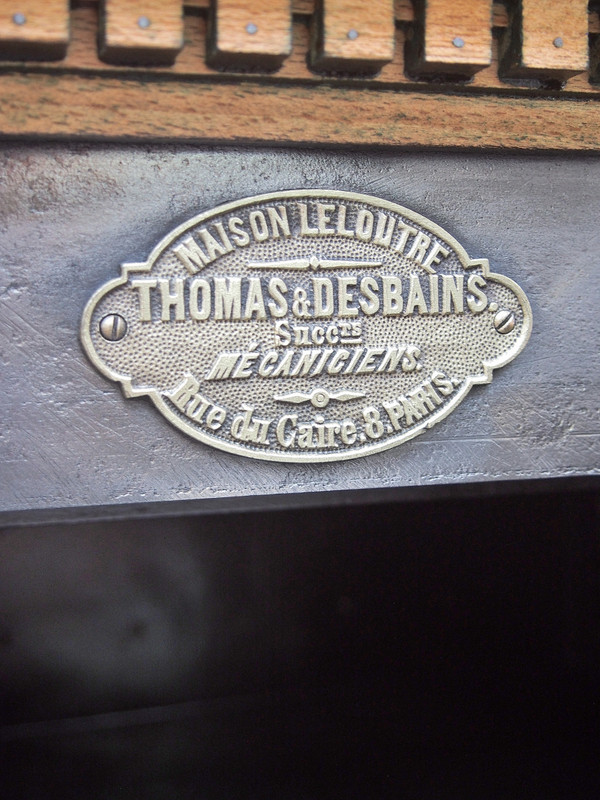 MAISON LELOUTRE
THOMAS & DESBAINS.
Succrs
MÉCANICIENS.
Rue du Caire, 8, PARIS.